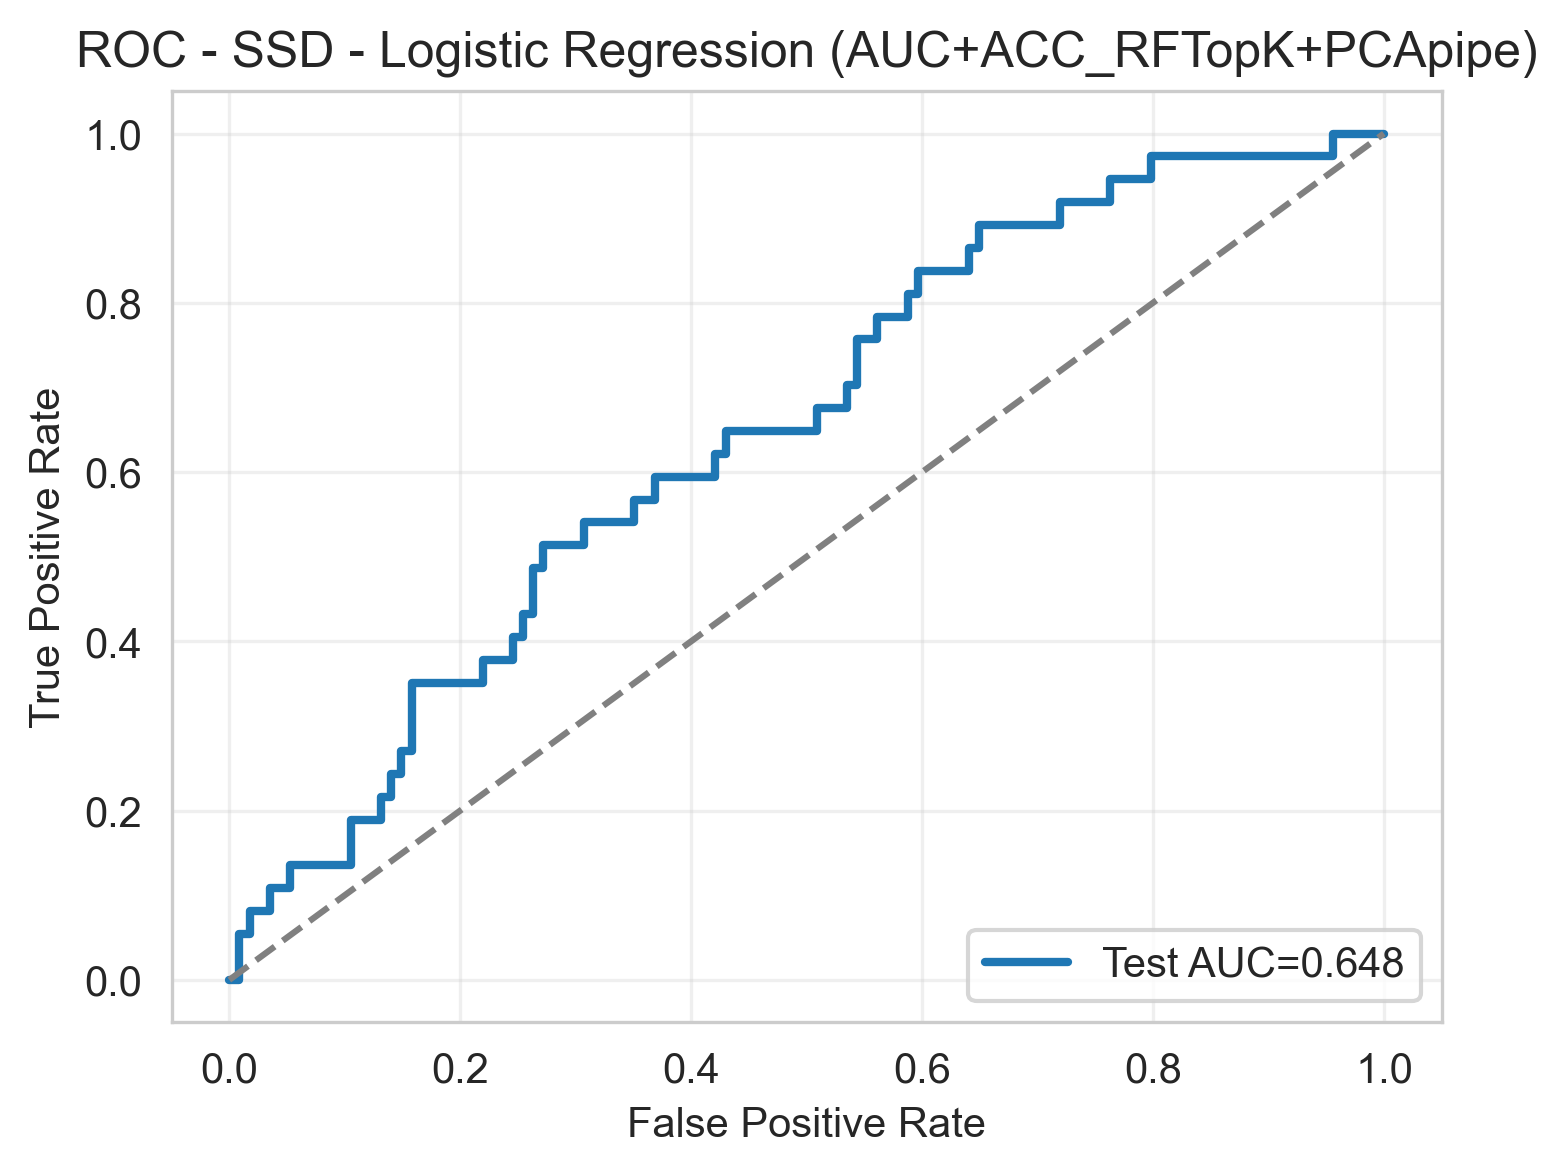 ROC - SSD - Logistic Regression (AUC+ACC_RFTopK+PCApipe)
1.0
0.8
0.6
0.4
0.2
0.0
True Positive Rate
Test AUC=0.648
0.0 0.2 0.4 0.6 0.8 1.0
False Positive Rate